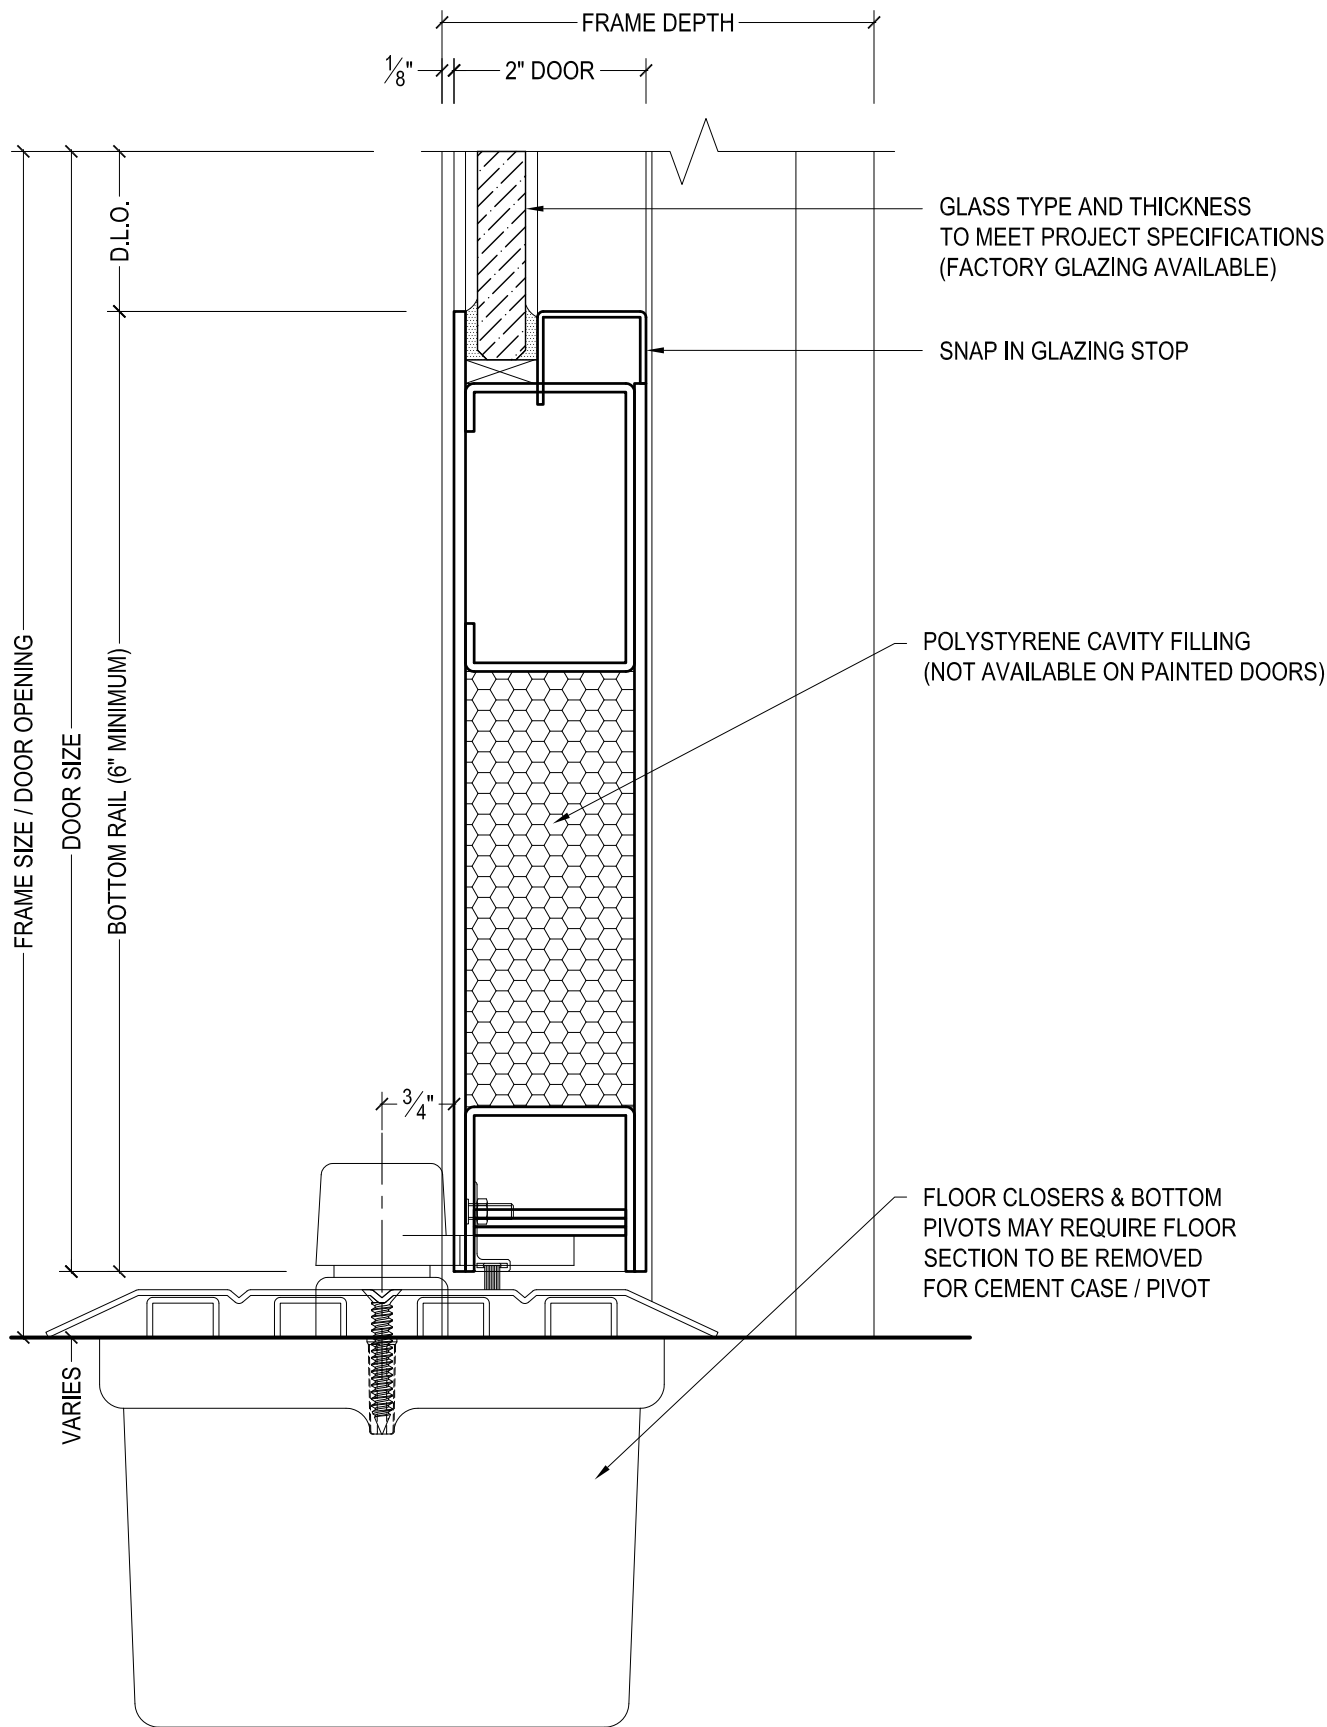 FRAME DEPTH
1/8"
2" DOOR
GLASS TYPE AND THICKNESS
TO MEET PROJECT SPECIFICATIONS
(FACTORY GLAZING AVAILABLE)
D.L.O.
SNAP IN GLAZING STOP
FRAME SIZE / DOOR OPENING
DOOR SIZE
BOTTOM RAIL (6" MINIMUM)
POLYSTYRENE CAVITY FILLING
(NOT AVAILABLE ON PAINTED DOORS)
3/4"
FLOOR CLOSERS & BOTTOM
PIVOTS MAY REQUIRE FLOOR
SECTION TO BE REMOVED
FOR CEMENT CASE / PIVOT
VARIES